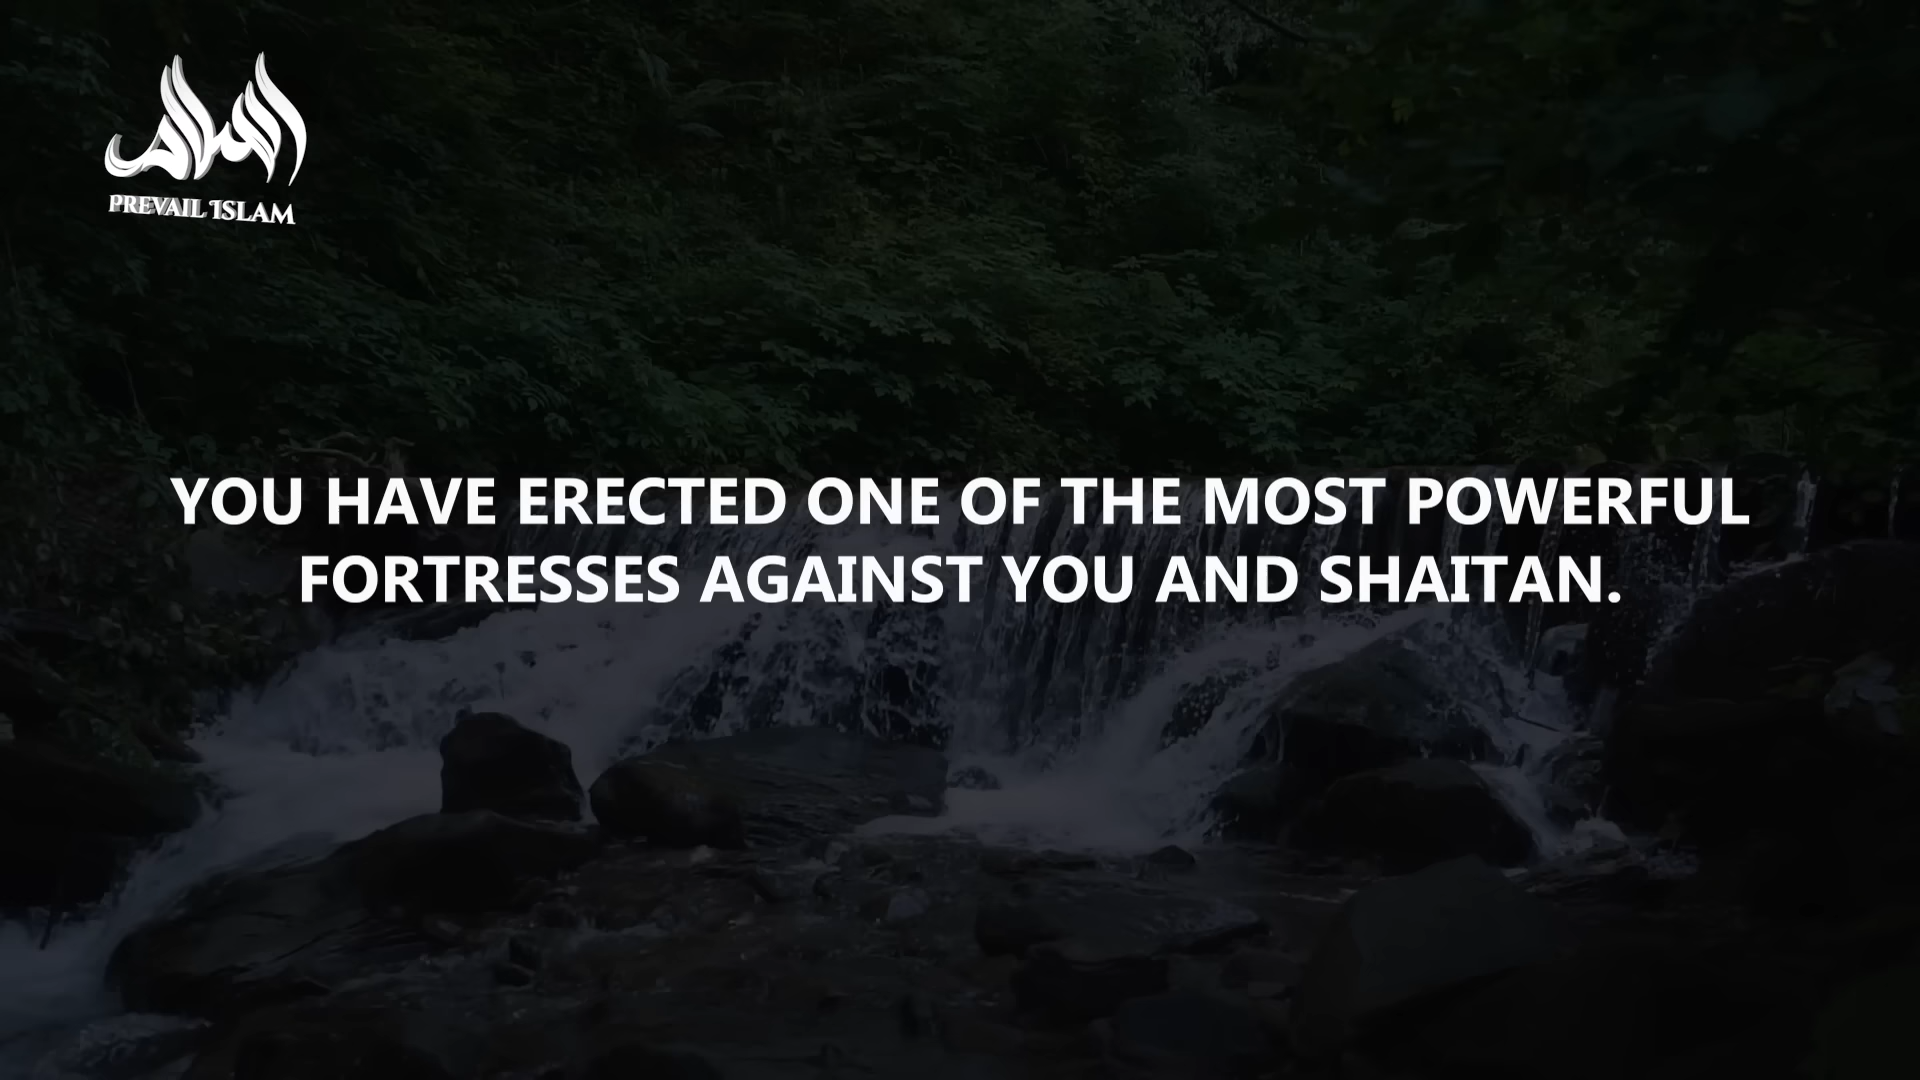 PREVAIL ISLAM
YOU HAVE ERECTED ONE OF THE MOST POWERFUL
FORTRESSES AGAINST YOU AND SHAITAN.